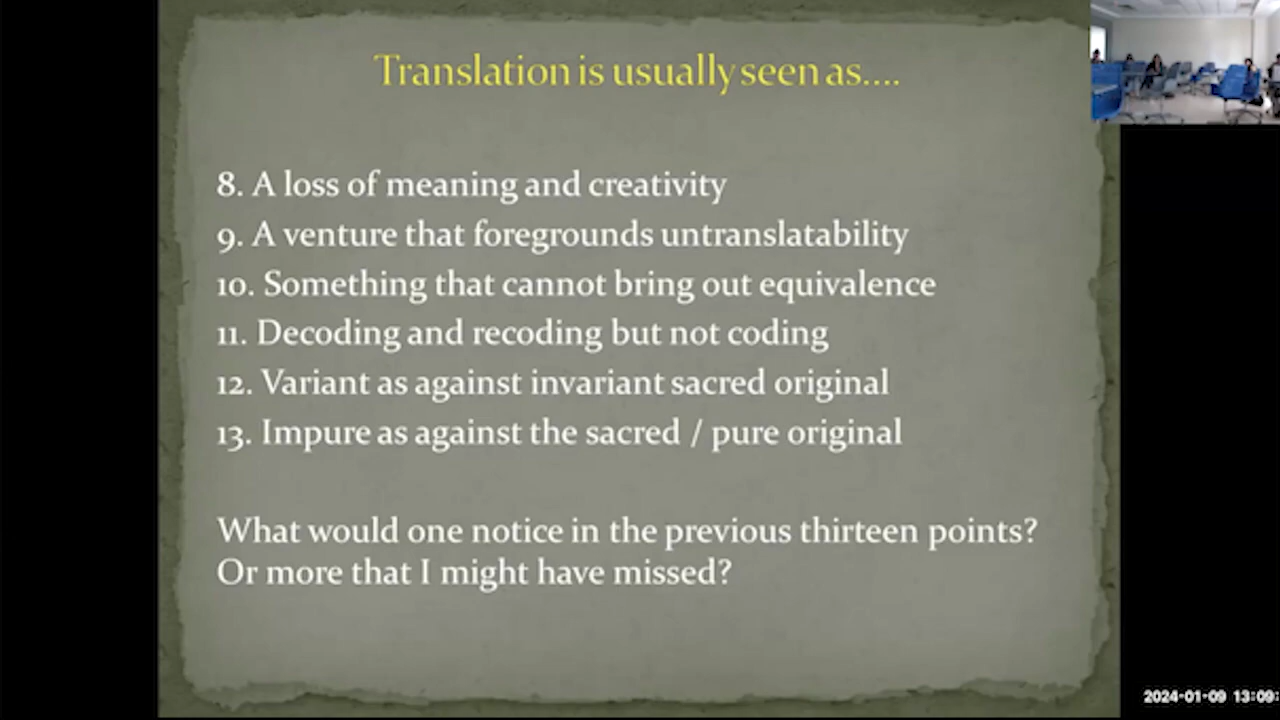 Translation is usually seen as....
8. A loss of meaning and creativity
9. A venture that foregrounds untranslatability
10. Something that cannot bring out equivalence
11. Decoding and recoding but not coding
12. Variant as against invariant sacred original
13. Impure as against the sacred / pure original
What would one notice in the previous thirteen points?
Or more that I might have missed?
2024-01-09 13:09: